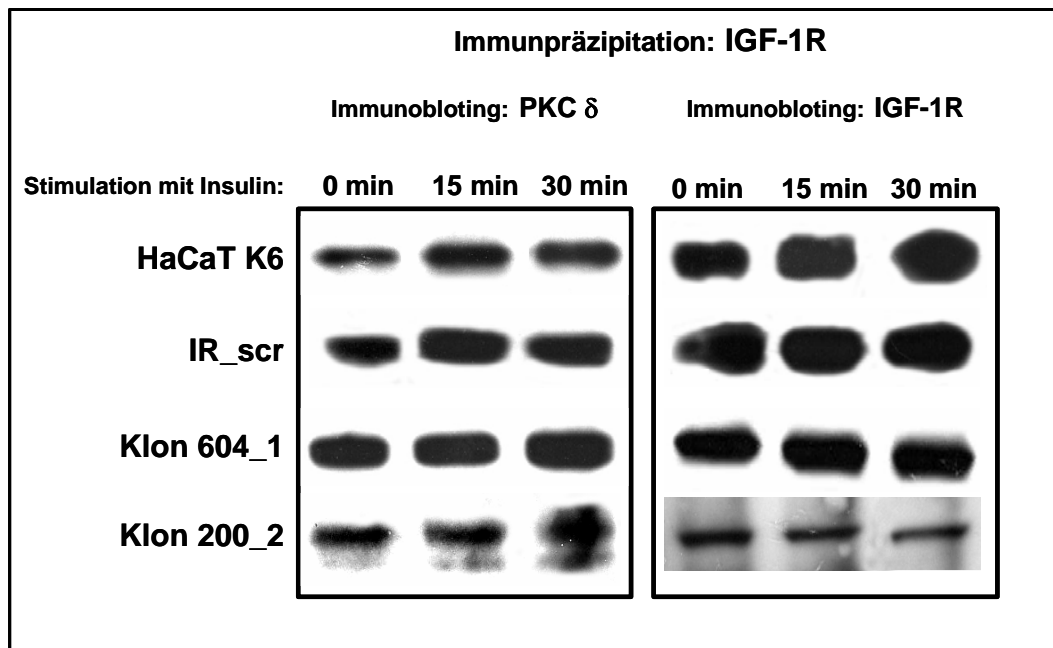 Immunpräzipitation: IGF-1R
Immunobloting: PKC δ Immunobloting: IGF-1R
Stimulation mit Insulin: 0 min 15 min 30 min 0 min 15 min 30 min
HaCaT K6
IR_scr
Klon 604_1
Klon 200_2